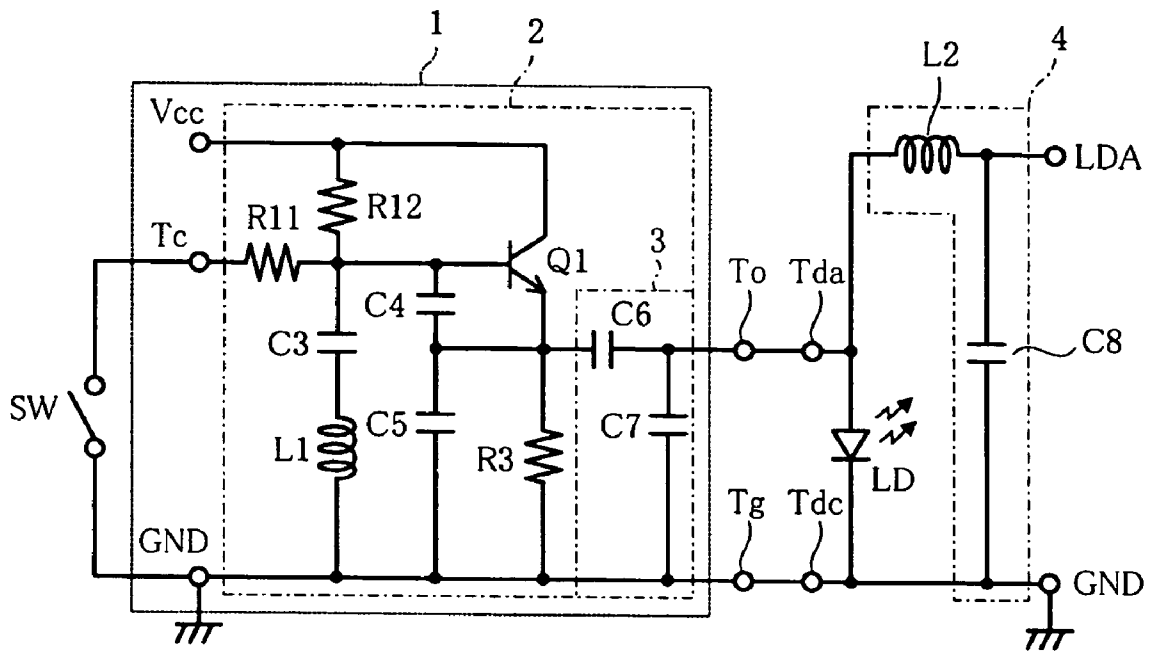 1
2
4
L2
Vcc
LDA
R12
R11
Tc
Q1
3
To
Tda
C4
C6
C3
C8
SW
C5
C7
L1
R3
LD
Tg
Tdc
GND
GND